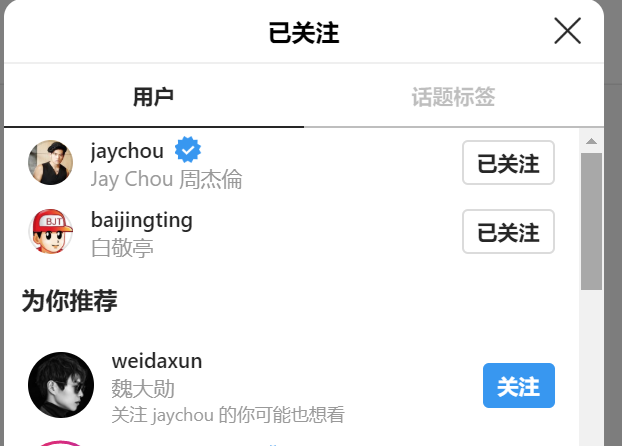 已关注
用户
话题标签
jaychou
Jay Chou 周杰倫
已关注
BJT
baijingting
白敬亭
已关注
为你推荐
weidaxun
魏大勋
关注 jaychou 的你可能也想看
关注